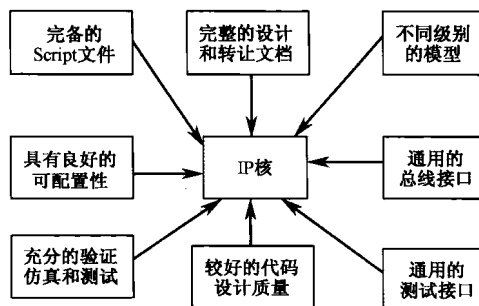 完备的
Script文件
完整的设计
和转让文档
不同级别
的模型
具有良好的
可配置性
IP核
通用的
总线接口
充分的验证
仿真和测试
较好的代码
设计质量
通用的
测试接口